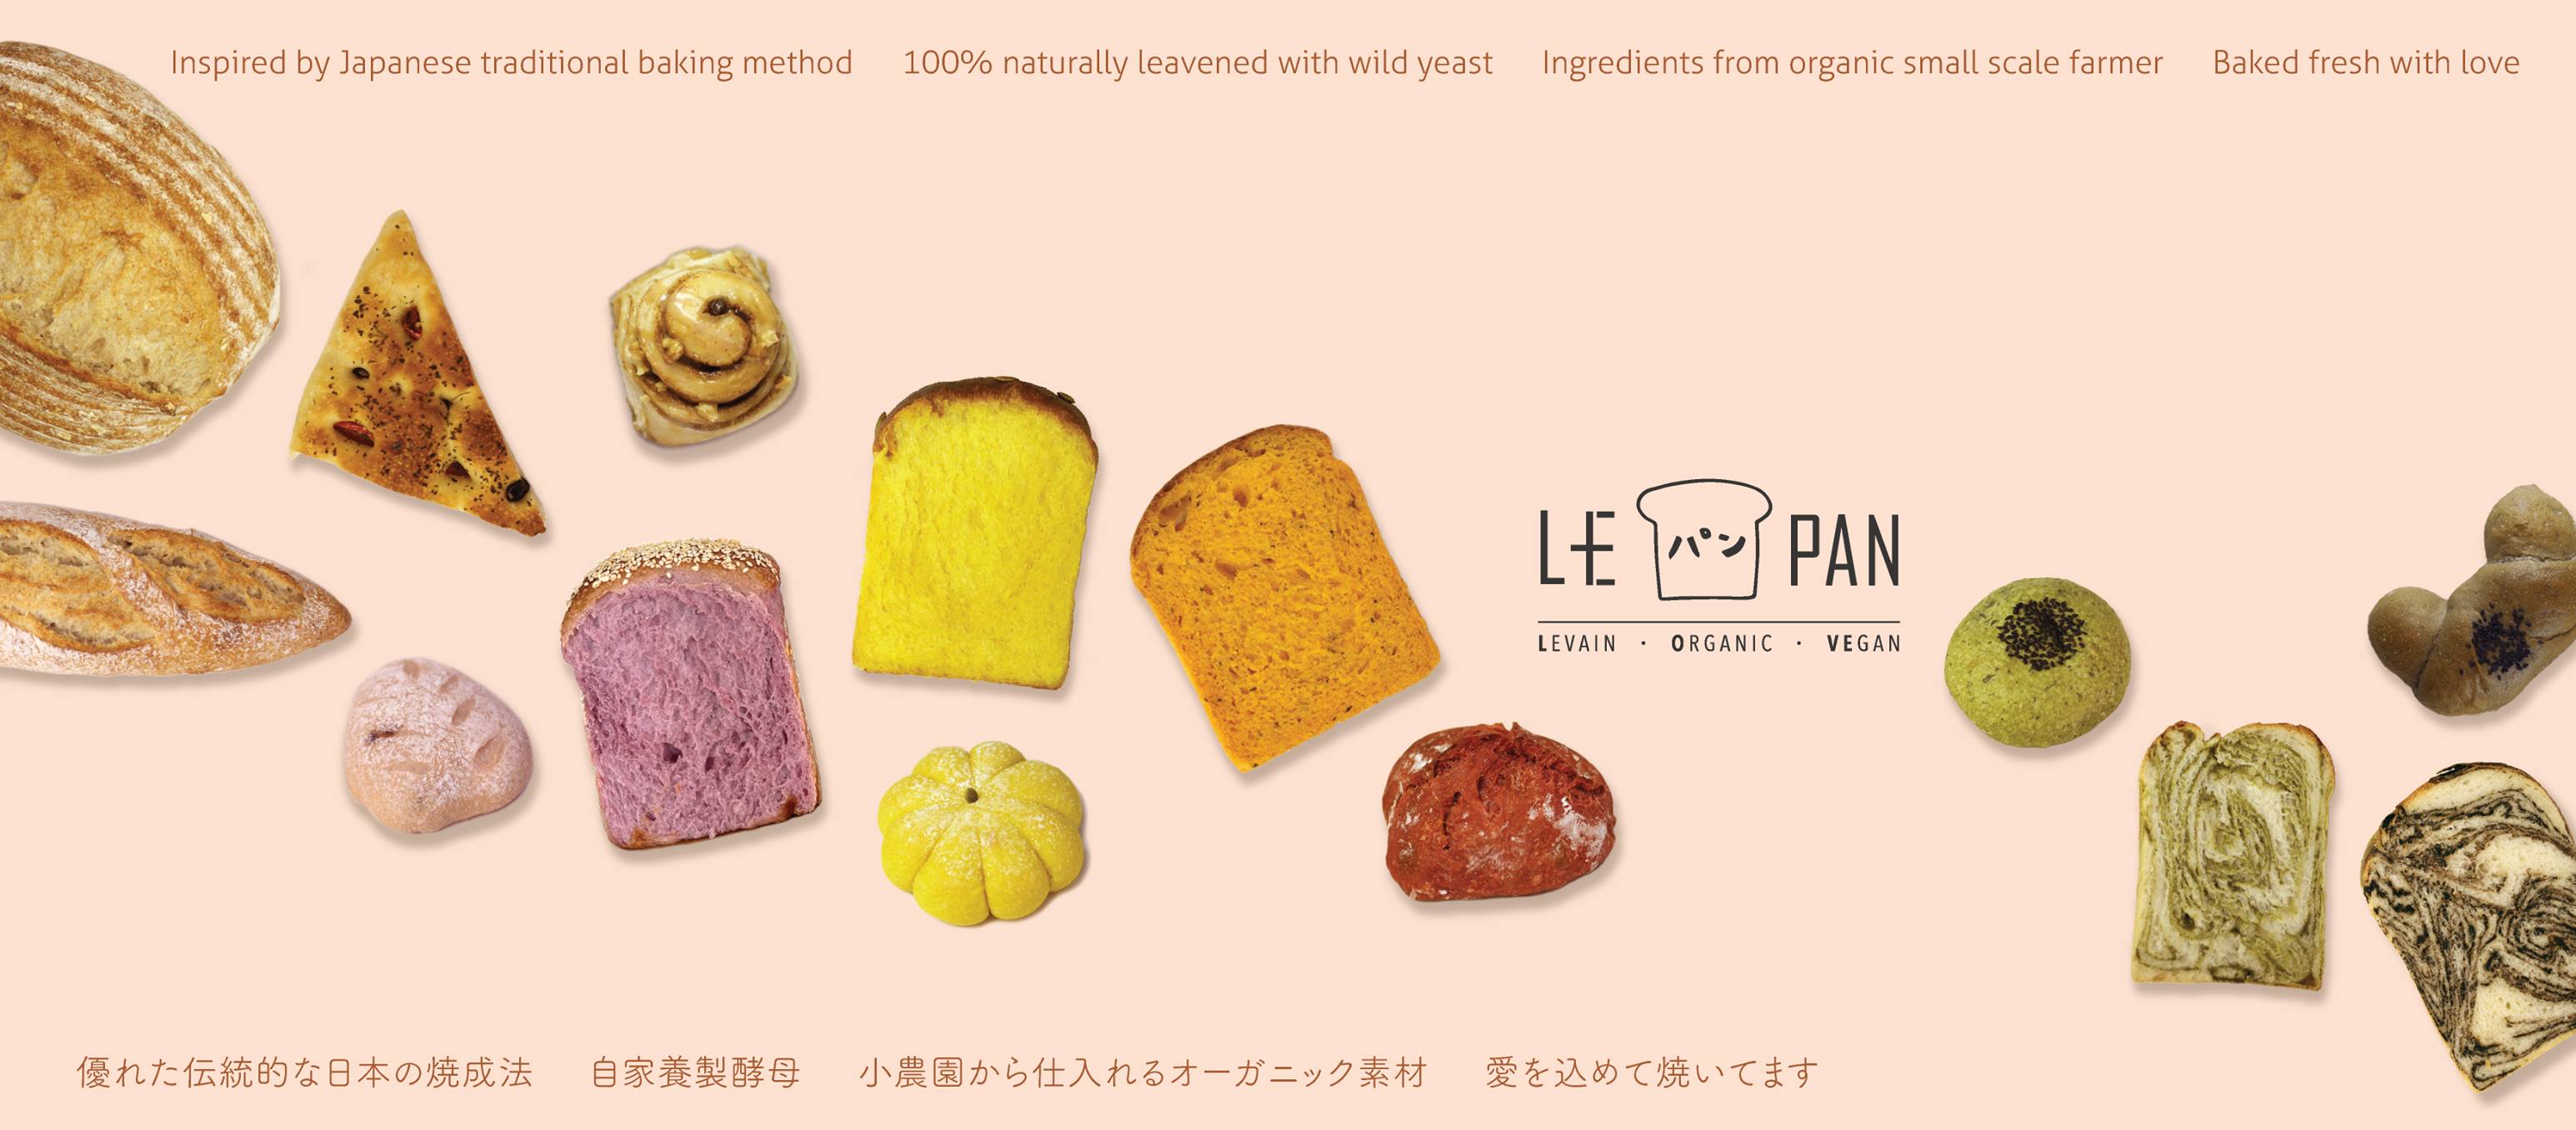 Inspired by Japanese traditional baking method 100% naturally leavened with wild yeast Ingredients from organic small scale farmer Baked fresh with love
LE パン PAN
LEVAIN · ORGANIC · VEGAN
優れた伝統的な日本の焼成法 自家養製酵母 小農園から仕入れるオーガニック素材 愛を込めて焼いてます